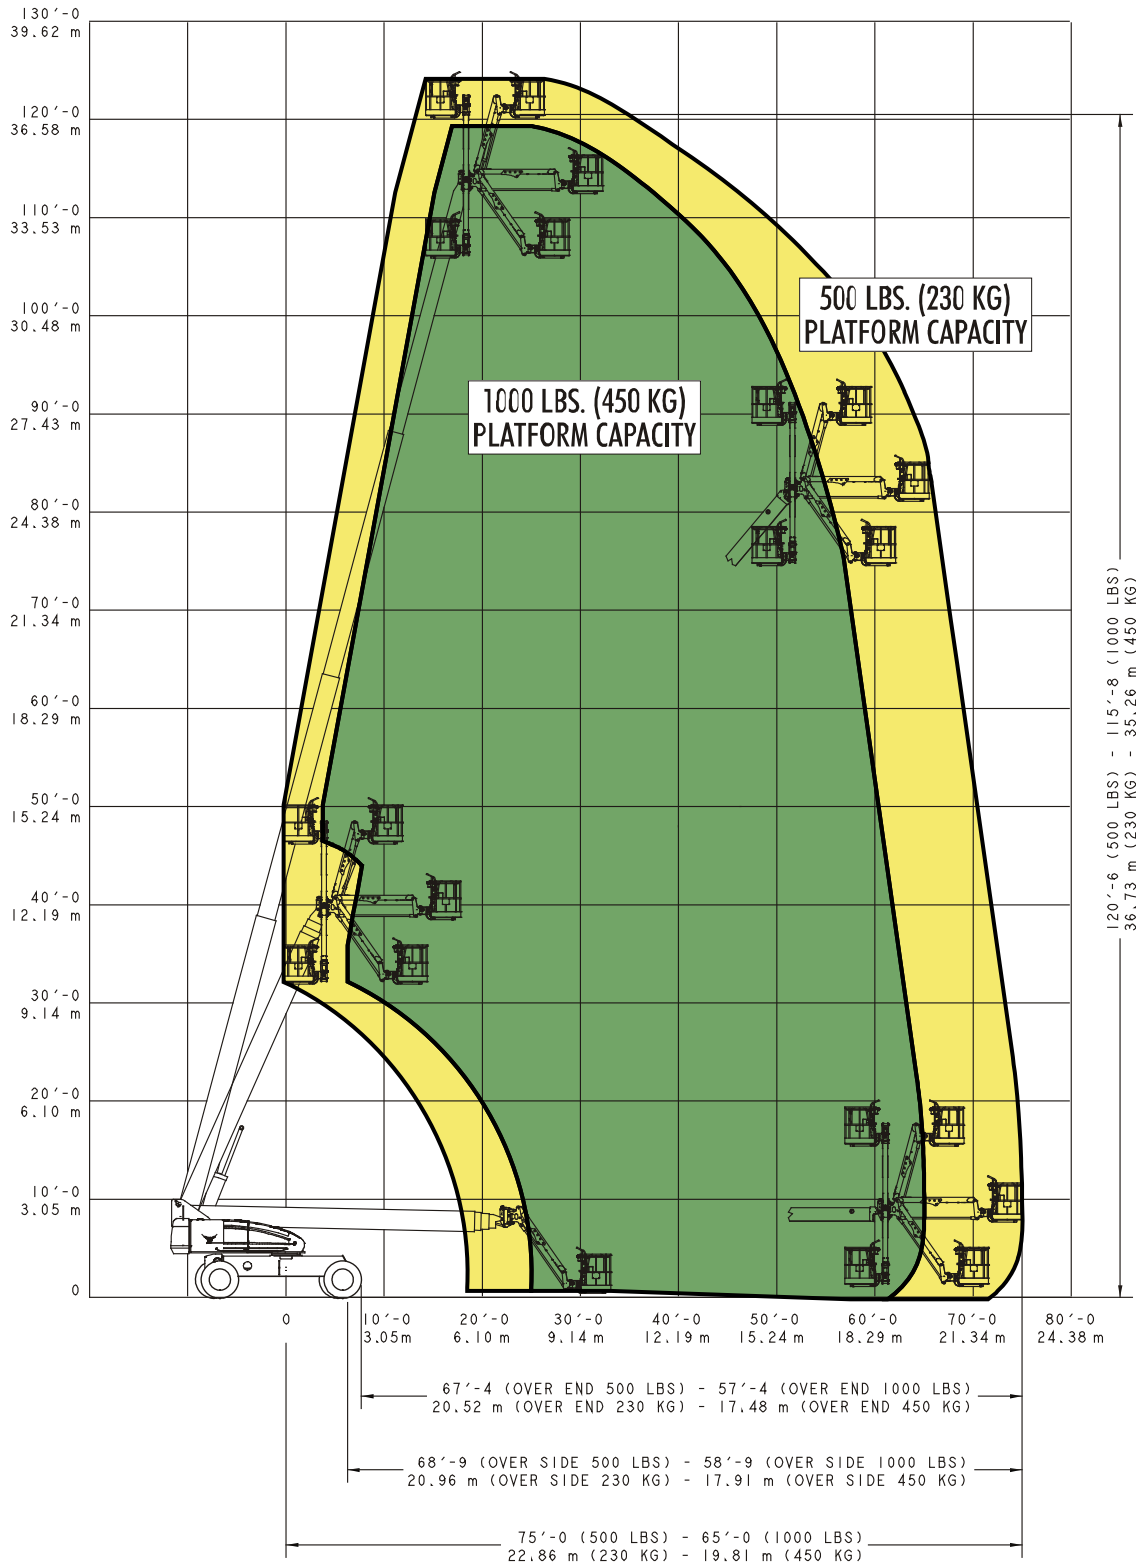 130'-0
39.62 m
120'-0
36.58 m
110'-0
33.53 m
100'-0
30.48 m
90'-0
27.43 m
80'-0
24.38 m
70'-0
21.34 m
60'-0
18.29 m
50'-0
15.24 m
40'-0
12.19 m
30'-0
9.14 m
20'-0
6.10 m
10'-0
3.05 m
0
500 LBS. (230 KG)
PLATFORM CAPACITY
1000 LBS. (450 KG)
PLATFORM CAPACITY
120'-6 (500 LBS) - 115'-8 (1000 LBS)
36.73 m (230 KG) - 35.26 m (450 KG)
0 10'-0 20'-0 30'-0 40'-0 50'-0 60'-0 70'-0 80'-0
3.05 m 6.10 m 9.14 m 12.19 m 15.24 m 18.29 m 21.34 m 24.38 m
67'-4 (OVER END 500 LBS) - 57'-4 (OVER END 1000 LBS)
20.52 m (OVER END 230 KG) - 17.48 m (OVER END 450 KG)
68'-9 (OVER SIDE 500 LBS) - 58'-9 (OVER SIDE 1000 LBS)
20.96 m (OVER SIDE 230 KG) - 17.91 m (OVER SIDE 450 KG)
75'-0 (500 LBS) - 65'-0 (1000 LBS)
22.86 m (230 KG) - 19.81 m (450 KG)